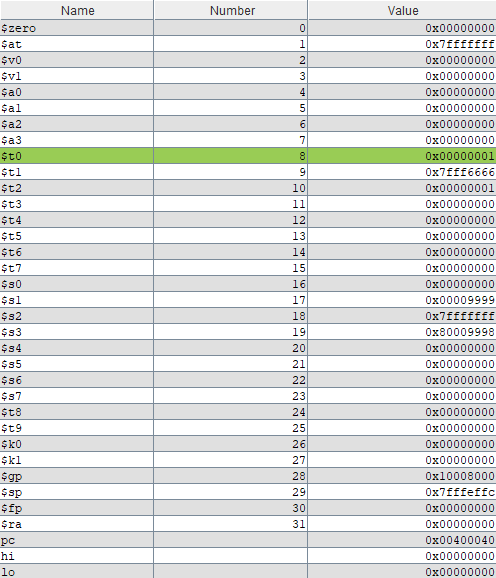 Name Number Value
$zero 0 0x00000000
$at 1 0x7fffffff
$v0 2 0x00000000
$v1 3 0x00000000
$a0 4 0x00000000
$a1 5 0x00000000
$a2 6 0x00000000
$a3 7 0x00000000
$t0 8 0x00000001
$t1 9 0x7fff6666
$t2 10 0x00000001
$t3 11 0x00000000
$t4 12 0x00000000
$t5 13 0x00000000
$t6 14 0x00000000
$t7 15 0x00000000
$s0 16 0x00000000
$s1 17 0x00009999
$s2 18 0x7fffffff
$s3 19 0x80009998
$s4 20 0x00000000
$s5 21 0x00000000
$s6 22 0x00000000
$s7 23 0x00000000
$t8 24 0x00000000
$t9 25 0x00000000
$k0 26 0x00000000
$k1 27 0x00000000
$gp 28 0x10008000
$sp 29 0x7fffeffc
$fp 30 0x00000000
$ra 31 0x00000000
pc 0x00400040
hi 0x00000000
lo 0x00000000